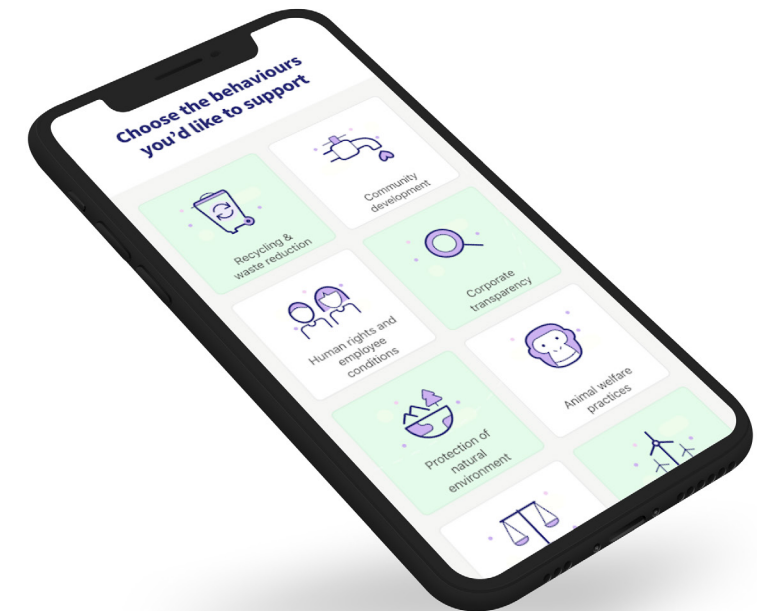 Choose the behaviours
you'd like to support
Recycling &
waste reduction
Community
development
Human rights and
employee
conditions
Corporate
transparency
Protection of
natural
environment
Animal welfare
practices